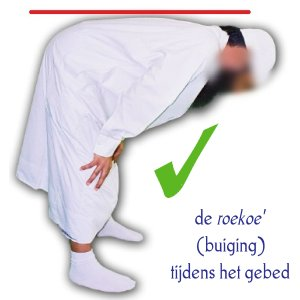 de roekoe'
(buiging)
tijdens het gebed